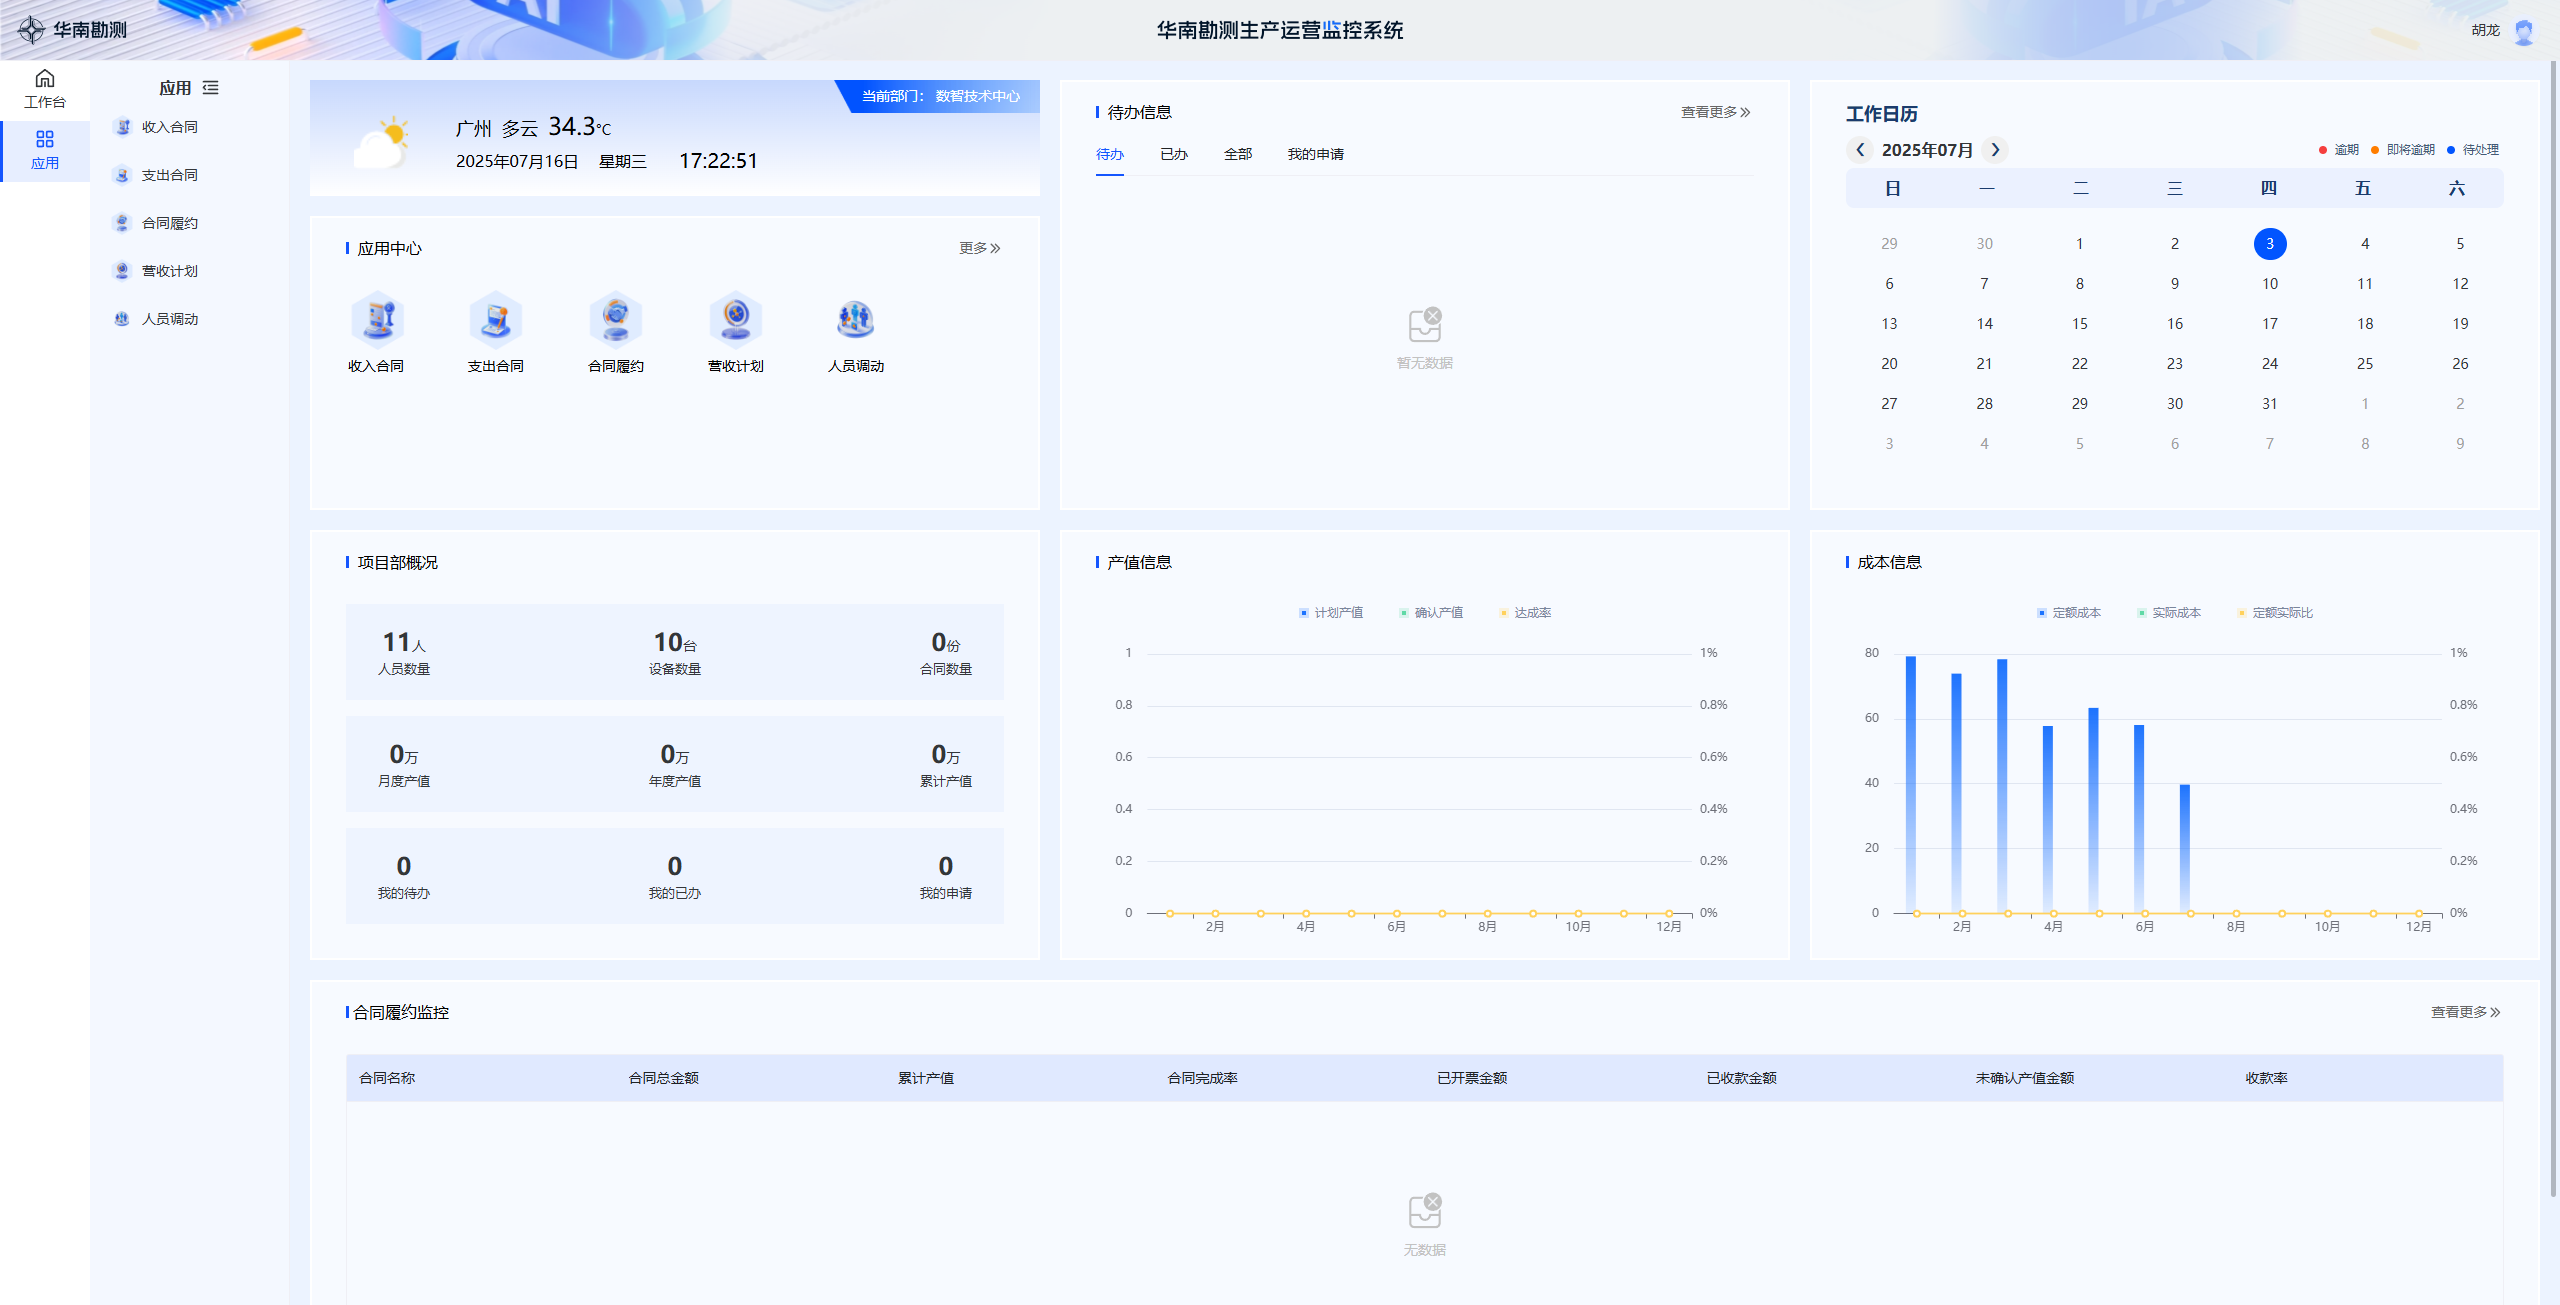 华南勘测
华南勘测生产运营监控系统
胡龙
工作台
应用
应用
收入合同
支出合同
合同履约
营收计划
人员调动
当前部门： 数智技术中心
广州 多云 34.3°C
2025年07月16日 星期三 17:22:51
应用中心
更多
收入合同 支出合同 合同履约 营收计划 人员调动
待办信息
查看更多
待办 已办 全部 我的申请
暂无数据
工作日历
2025年07月
逾期 即将逾期 待处理
日 一 二 三 四 五 六
29 30 1 2 3 4 5
6 7 8 9 10 11 12
13 14 15 16 17 18 19
20 21 22 23 24 25 26
27 28 29 30 31 1 2
3 4 5 6 7 8 9
项目部概况
11人 10台 0份
人员数量 设备数量 合同数量
0万 0万 0万
月度产值 年度产值 累计产值
0 0 0
我的待办 我的已办 我的申请
产值信息
计划产值 确认产值 达成率
1 1%
0.8 0.8%
0.6 0.6%
0.4 0.4%
0.2 0.2%
0 0%
2月 4月 6月 8月 10月 12月
成本信息
定额成本 实际成本 定额实际比
80 1%
0.8%
60
0.6%
40
0.4%
20 0.2%
0 0%
2月 4月 6月 8月 10月 12月
合同履约监控
查看更多
合同名称 合同总金额 累计产值 合同完成率 已开票金额 已收款金额 未确认产值金额 收款率
无数据